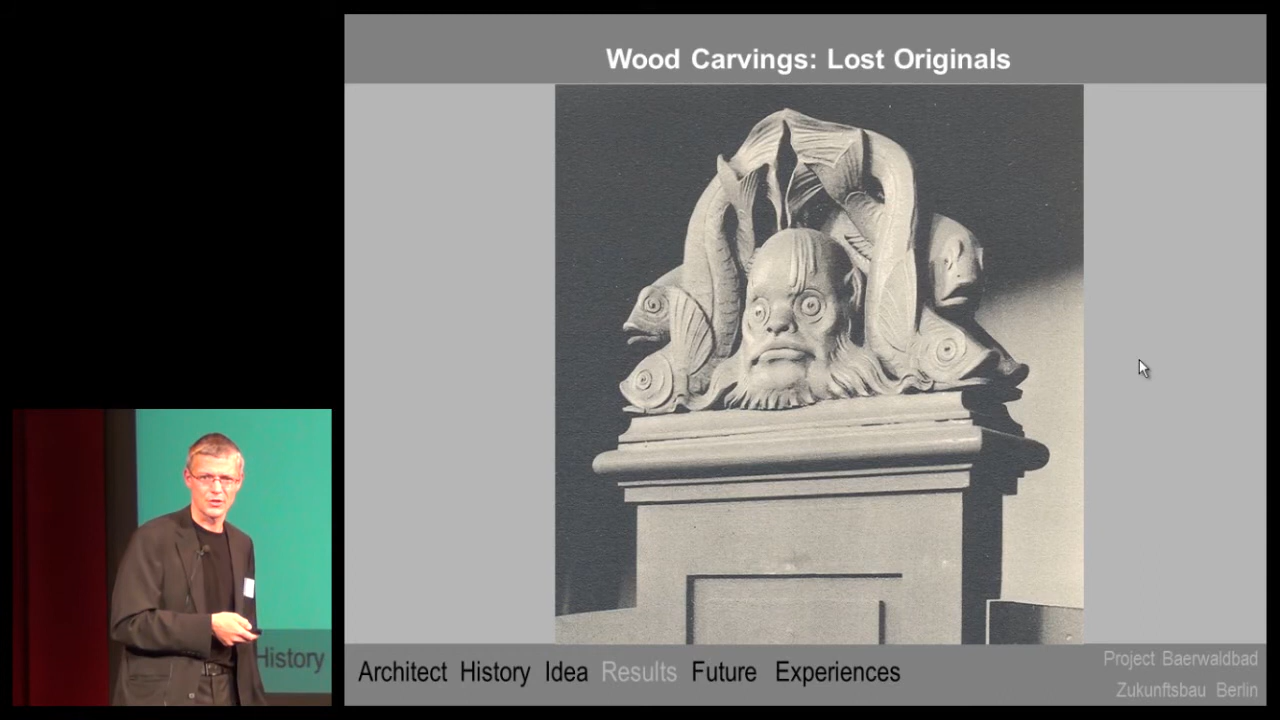 Wood Carvings: Lost Originals
Architect History Idea Results Future Experiences
Project Baerwaldbad
Zukunftsbau Berlin
History